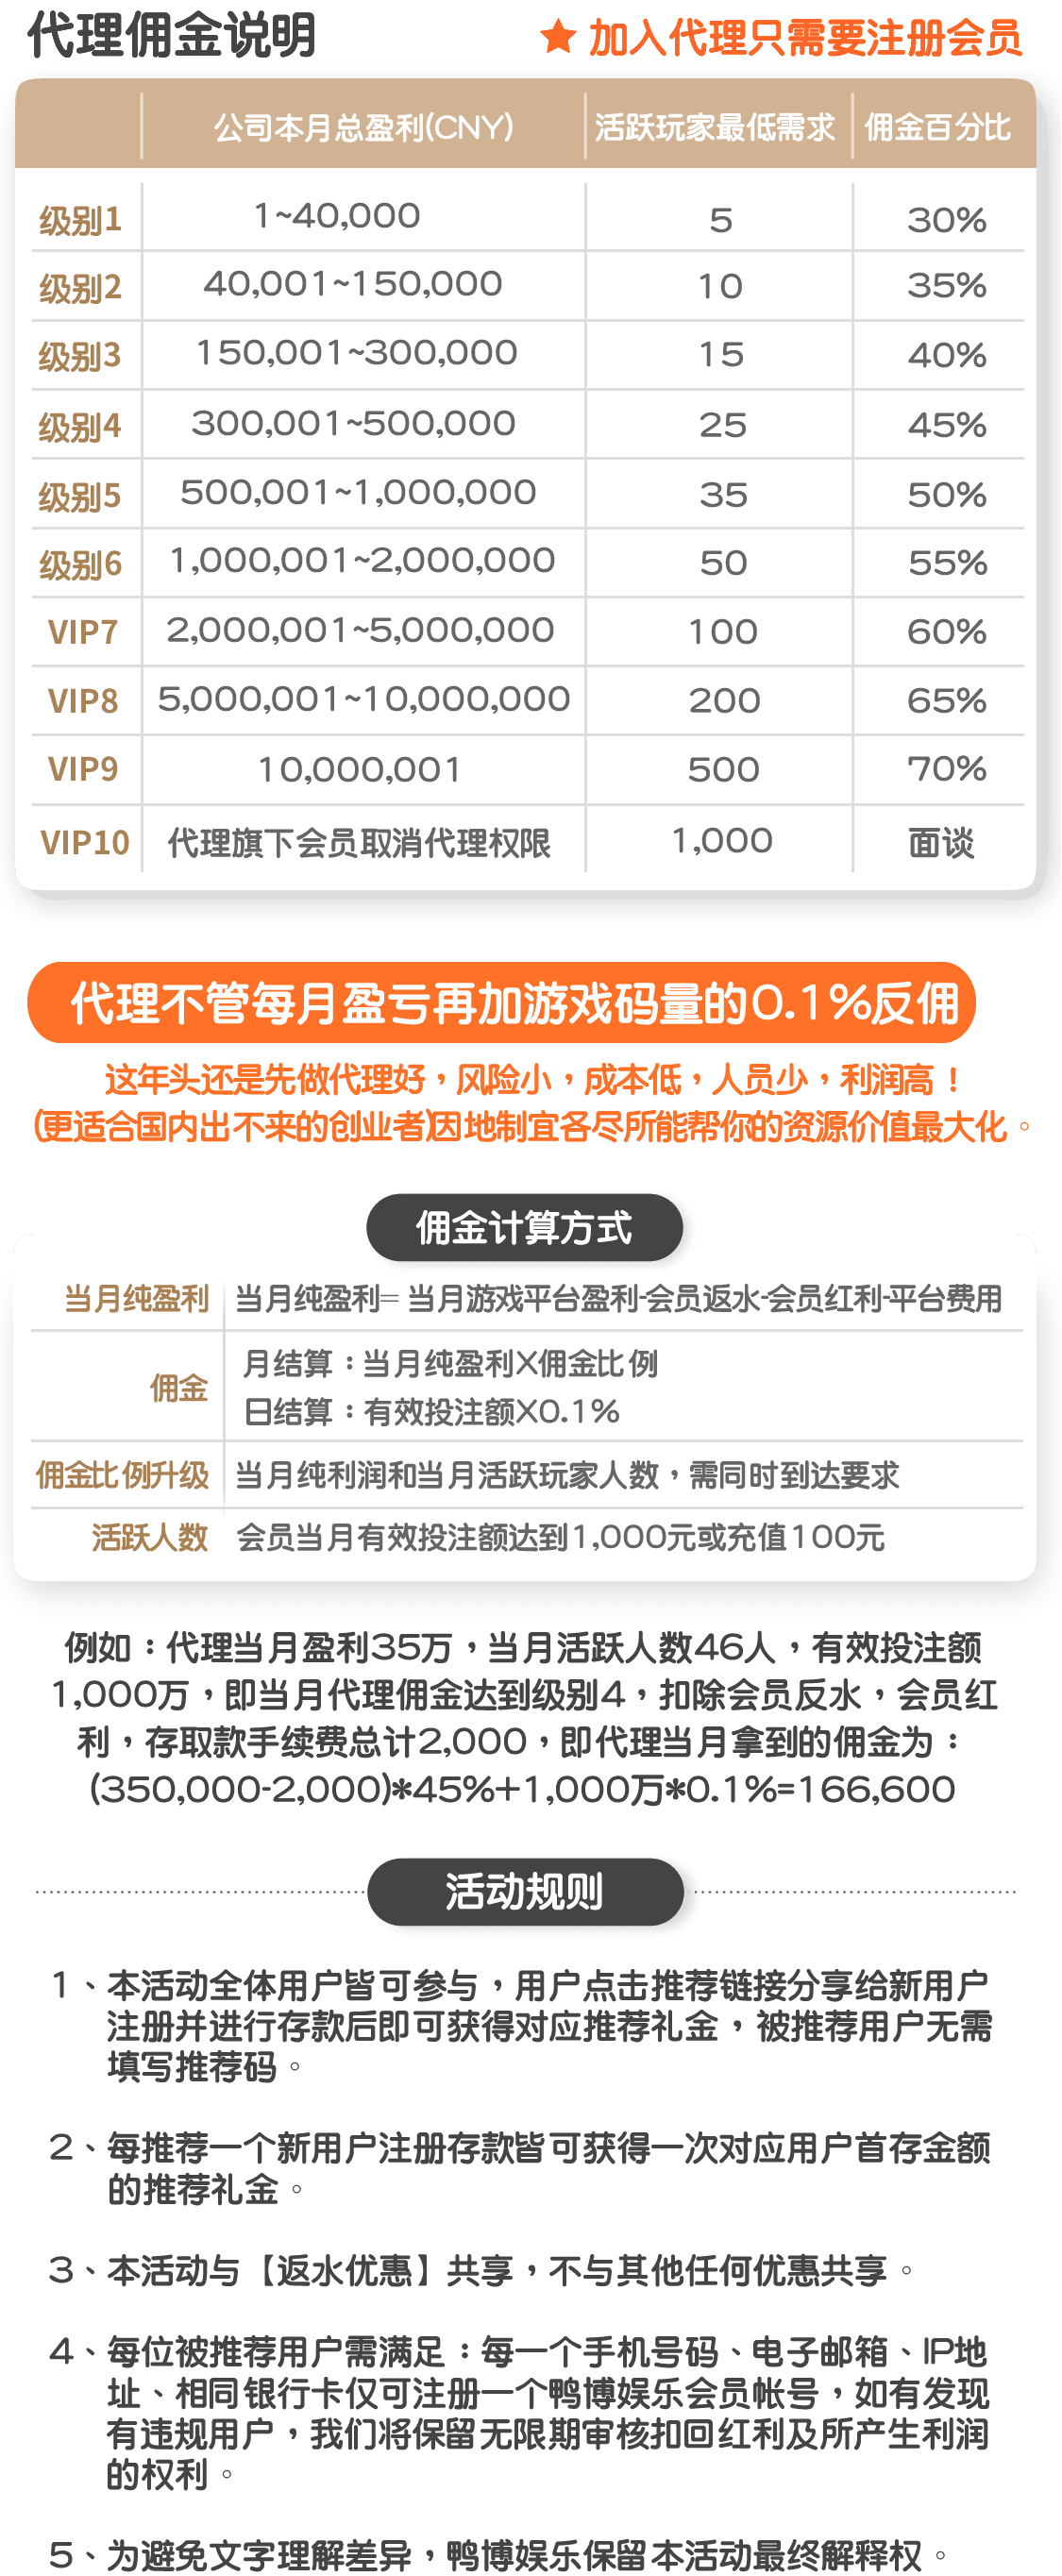 代理佣金说明
★ 加入代理只需要注册会员
公司本月总盈利(CNY) 活跃玩家最低需求 佣金百分比
级别1 1~40,000 5 30%
级别2 40,001~150,000 10 35%
级别3 150,001~300,000 15 40%
级别4 300,001~500,000 25 45%
级别5 500,001~1,000,000 35 50%
级别6 1,000,001~2,000,000 50 55%
VIP7 2,000,001~5,000,000 100 60%
VIP8 5,000,001~10,000,000 200 65%
VIP9 10,000,001 500 70%
VIP10 代理旗下会员取消代理权限 1,000 面谈
代理不管每月盈亏再加游戏码量的0.1%反佣
这年头还是先做代理好，风险小，成本低，人员少，利润高！
(更适合国内出不来的创业者)因地制宜各尽所能帮你的资源价值最大化。
佣金计算方式
当月纯盈利 当月纯盈利= 当月游戏平台盈利-会员返水-会员红利-平台费用
佣金 月结算：当月纯盈利X佣金比例
日结算：有效投注额X0.1%
佣金比例升级 当月纯利润和当月活跃玩家人数，需同时到达要求
活跃人数 会员当月有效投注额达到1,000元或充值100元
例如：代理当月盈利35万，当月活跃人数46人，有效投注额
1,000万，即当月代理佣金达到级别4，扣除会员反水，会员红
利，存取款手续费总计2,000，即代理当月拿到的佣金为：
(350,000-2,000)*45%+1,000万*0.1%=166,600
活动规则
1、本活动全体用户皆可参与，用户点击推荐链接分享给新用户
注册并进行存款后即可获得对应推荐礼金，被推荐用户无需
填写推荐码。
2、每推荐一个新用户注册存款皆可获得一次对应用户首存金额
的推荐礼金。
3、本活动与【返水优惠】共享，不与其他任何优惠共享。
4、每位被推荐用户需满足：每一个手机号码、电子邮箱、IP地
址、相同银行卡仅可注册一个鸭博娱乐会员帐号，如有发现
有违规用户，我们将保留无限期审核扣回红利及所产生利润
的权利。
5、为避免文字理解差异，鸭博娱乐保留本活动最终解释权。